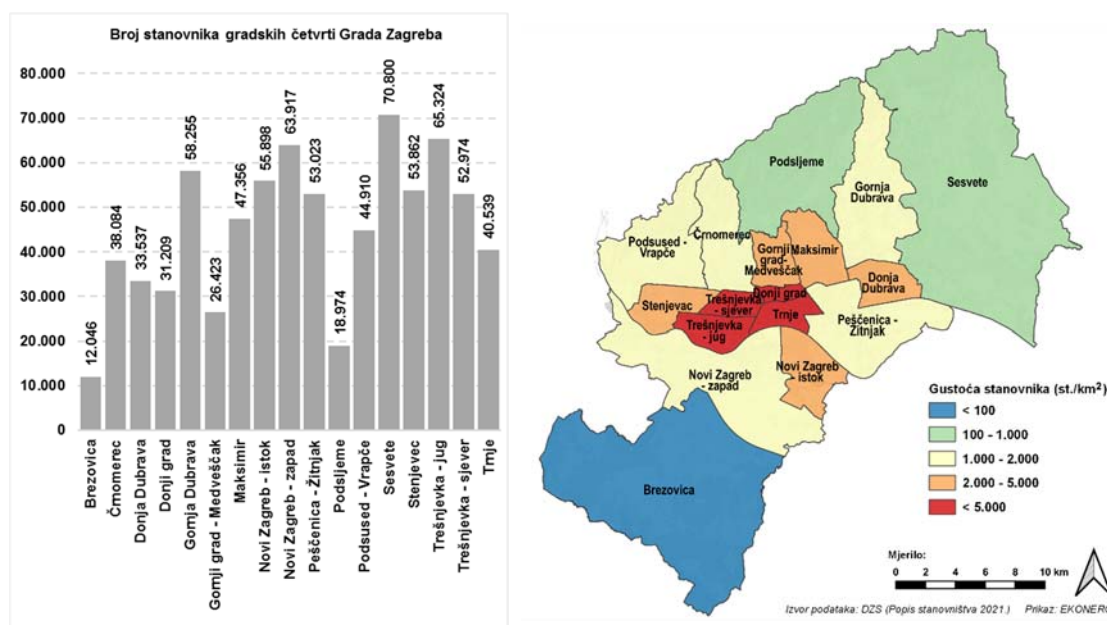 Broj stanovnika gradskih četvrti Grada Zagreba
80.000
70.000
60.000
50.000
40.000
30.000
20.000
10.000
0
12.046
38.084
33.537
31.209
58.255
26.423
47.356
55.898
63.917
53.023
18.974
44.910
70.800
53.862
65.324
52.974
40.539
Brezovica
Črnomerec
Donja Dubrava
Donji grad
Gornja Dubrava
Gornji grad - Medveščak
Maksimir
Novi Zagreb - istok
Novi Zagreb - zapad
Peščenica - Žitnjak
Podsljeme
Podsused - Vrapče
Sesvete
Stenjevec
Trešnjevka - jug
Trešnjevka - sjever
Trnje
Podsljeme
Sesvete
Gornja
Dubrava
Podsused -
Vrapče
Črnomerec
Gornji
grad-
Medveščak
Maksimir
Donja
Dubrava
Stenjevac
Trešnjevka
- sjever
Donji grad
Trešnjevka
- jug
Trnje
Peščenica -
Žitnjak
Novi Zagreb
- zapad
Novi Zagreb
- istok
Brezovica
Gustoća stanovnika (st./km²)
< 100
100 - 1.000
1.000 - 2.000
2.000 - 5.000
< 5.000
Mjerilo:
0 2 4 6 8 10 km
Izvor podataka: DZS (Popis stanovništva 2021.) Prikaz: EKONERG